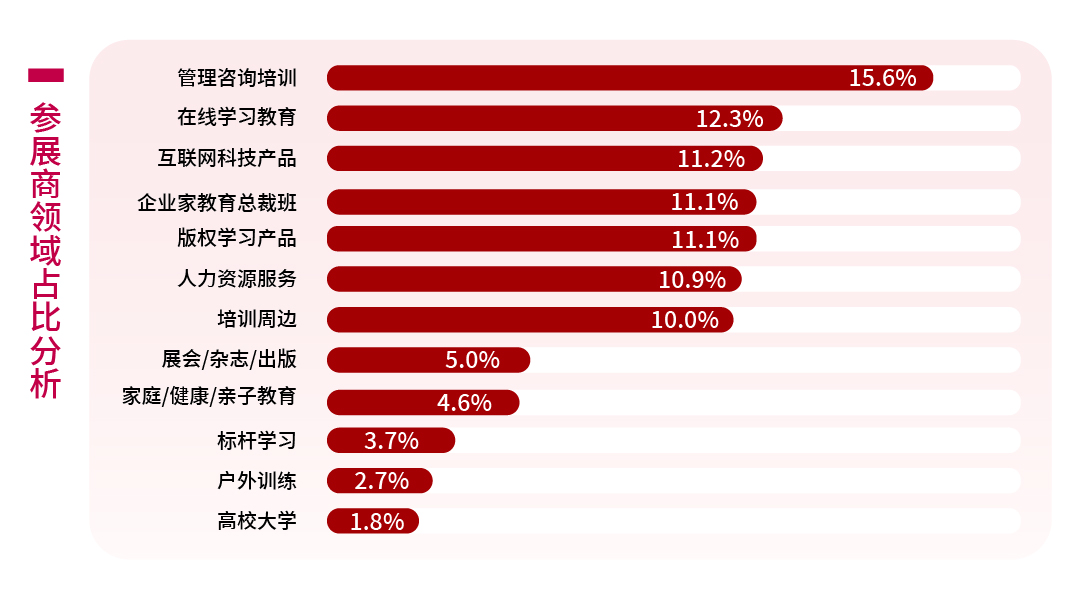 参展商领域占比分析
管理咨询培训 15.6%
在线学习教育 12.3%
互联网科技产品 11.2%
企业家教育总裁班 11.1%
版权学习产品 11.1%
人力资源服务 10.9%
培训周边 10.0%
展会/杂志/出版 5.0%
家庭/健康/亲子教育 4.6%
标杆学习 3.7%
户外训练 2.7%
高校大学 1.8%